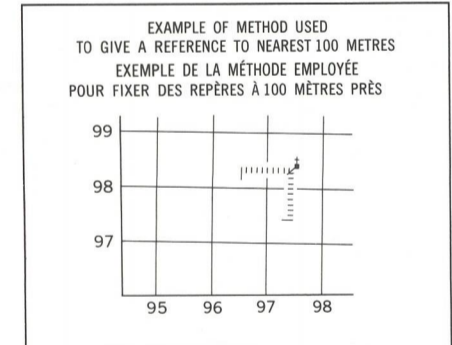 EXAMPLE OF METHOD USED
TO GIVE A REFERENCE TO NEAREST 100 METRES
EXEMPLE DE LA MÉTHODE EMPLOYÉE
POUR FIXER DES REPÈRES À 100 MÈTRES PRÈS
99
98
97
95 96 97 98